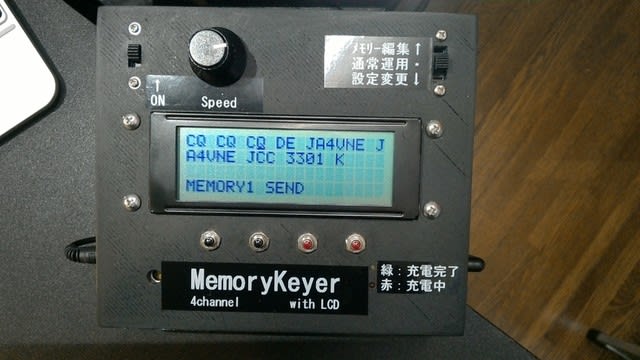 ﾒﾓﾘー編集↑
通常運用・
設定変更↓
↑
ON Speed
CQ CQ CQ DE JA4VNE J
A4VNE JCC 3301 K
MEMORY1 SEND
MemoryKeyer
4channel with LCD
緑：充電完了
赤：充電中